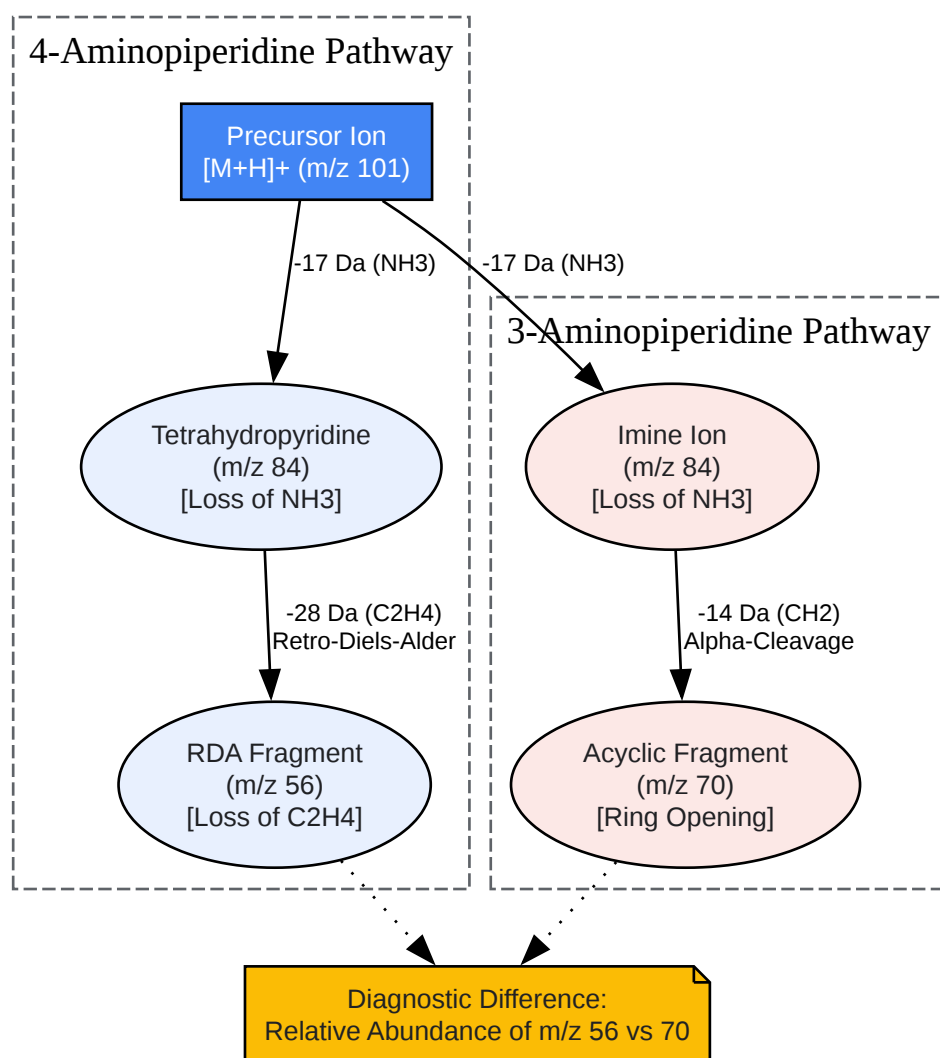 4-Aminopiperidine Pathway
Precursor Ion
[M+H]+ (m/z 101)
-17 Da (NH3)
-17 Da (NH3)
3-Aminopiperidine Pathway
Tetrahydropyridine
(m/z 84)
[Loss of NH3]
Imine Ion
(m/z 84)
[Loss of NH3]
-28 Da (C2H4)
Retro-Diels-Alder
-14 Da (CH2)
Alpha-Cleavage
RDA Fragment
(m/z 56)
[Loss of C2H4]
Acyclic Fragment
(m/z 70)
[Ring Opening]
Diagnostic Difference:
Relative Abundance of m/z 56 vs 70